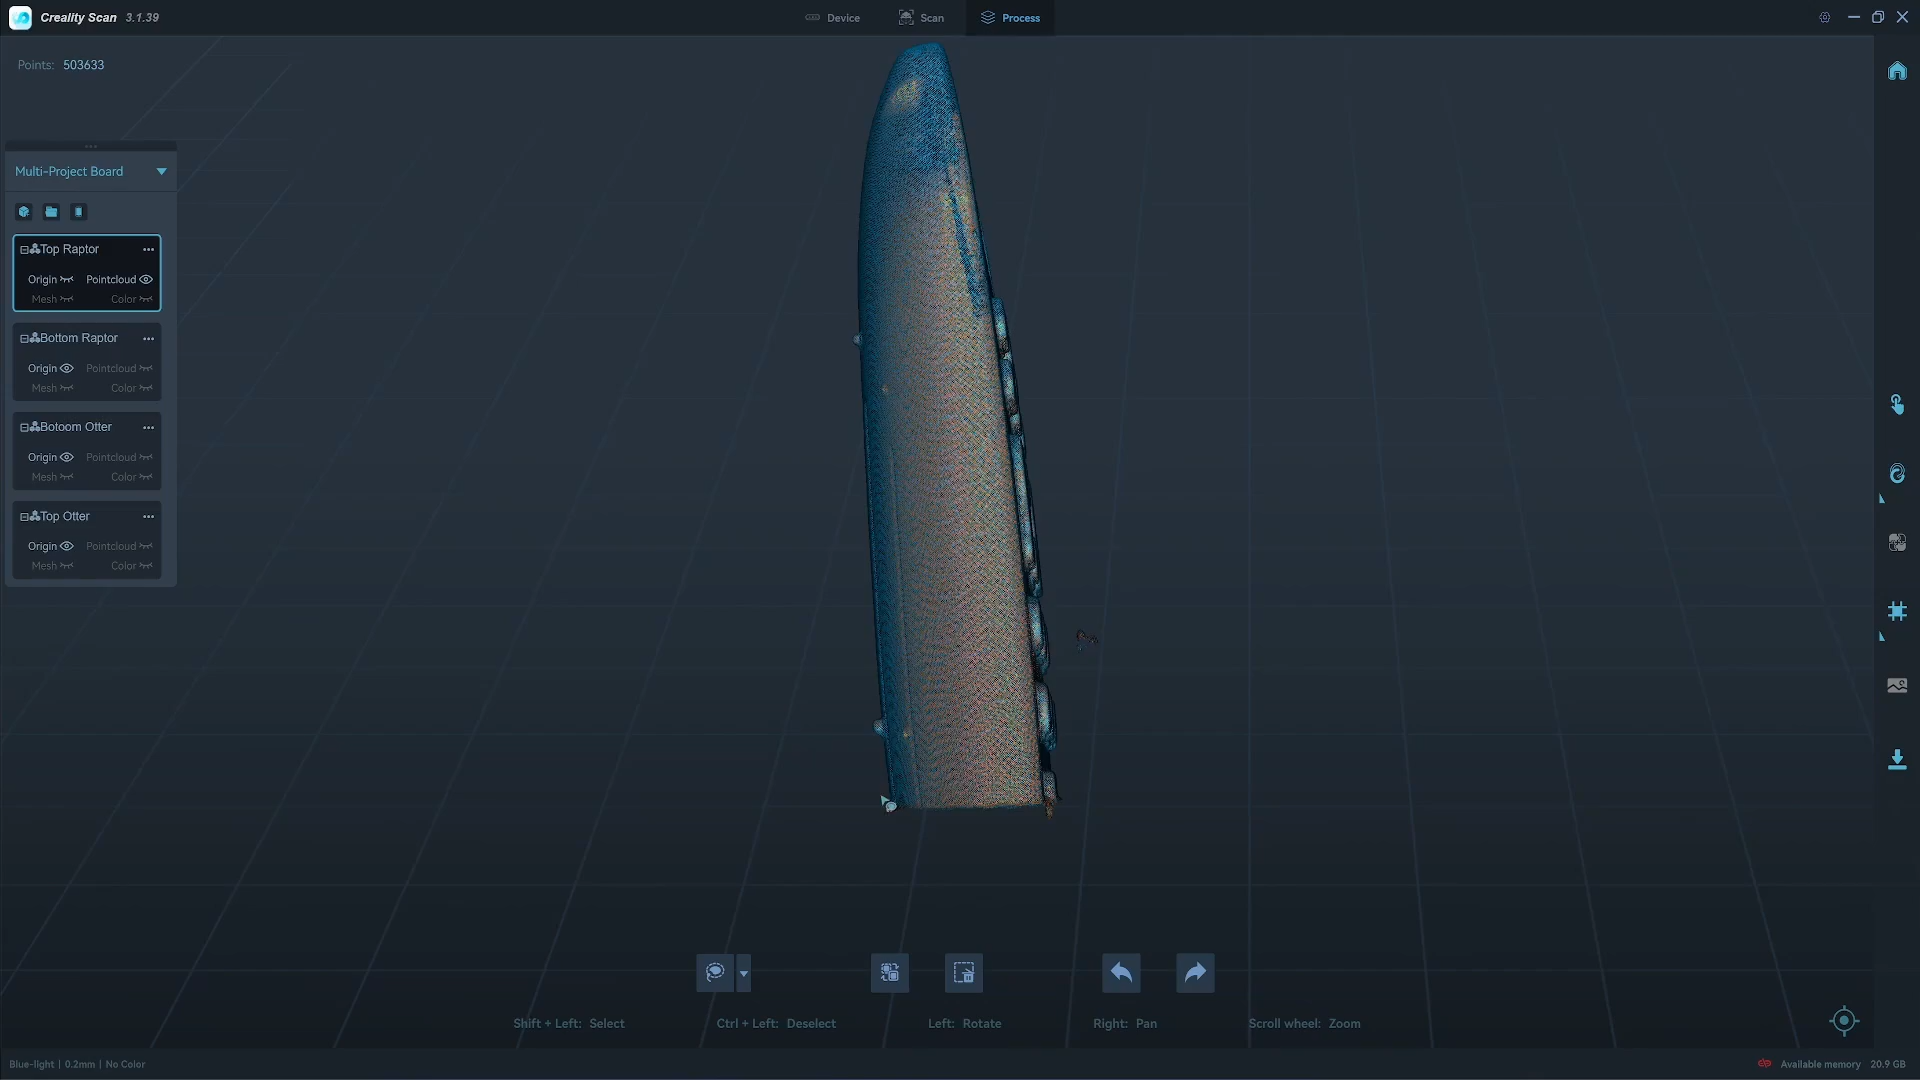 Creality Scan 3.1.39
Device
Scan
Process
Points: 503633
Multi-Project Board
Top Raptor
Origin Pointcloud
Mesh Color
Bottom Raptor
Origin Pointcloud
Mesh Color
Botoom Otter
Origin Pointcloud
Mesh Color
Top Otter
Origin Pointcloud
Mesh Color
Shift + Left: Select
Ctrl + Left: Deselect
Left: Rotate
Right: Pan
Scroll wheel: Zoom
Blue-light | 0.2mm | No Color
Available memory 20.9 GB